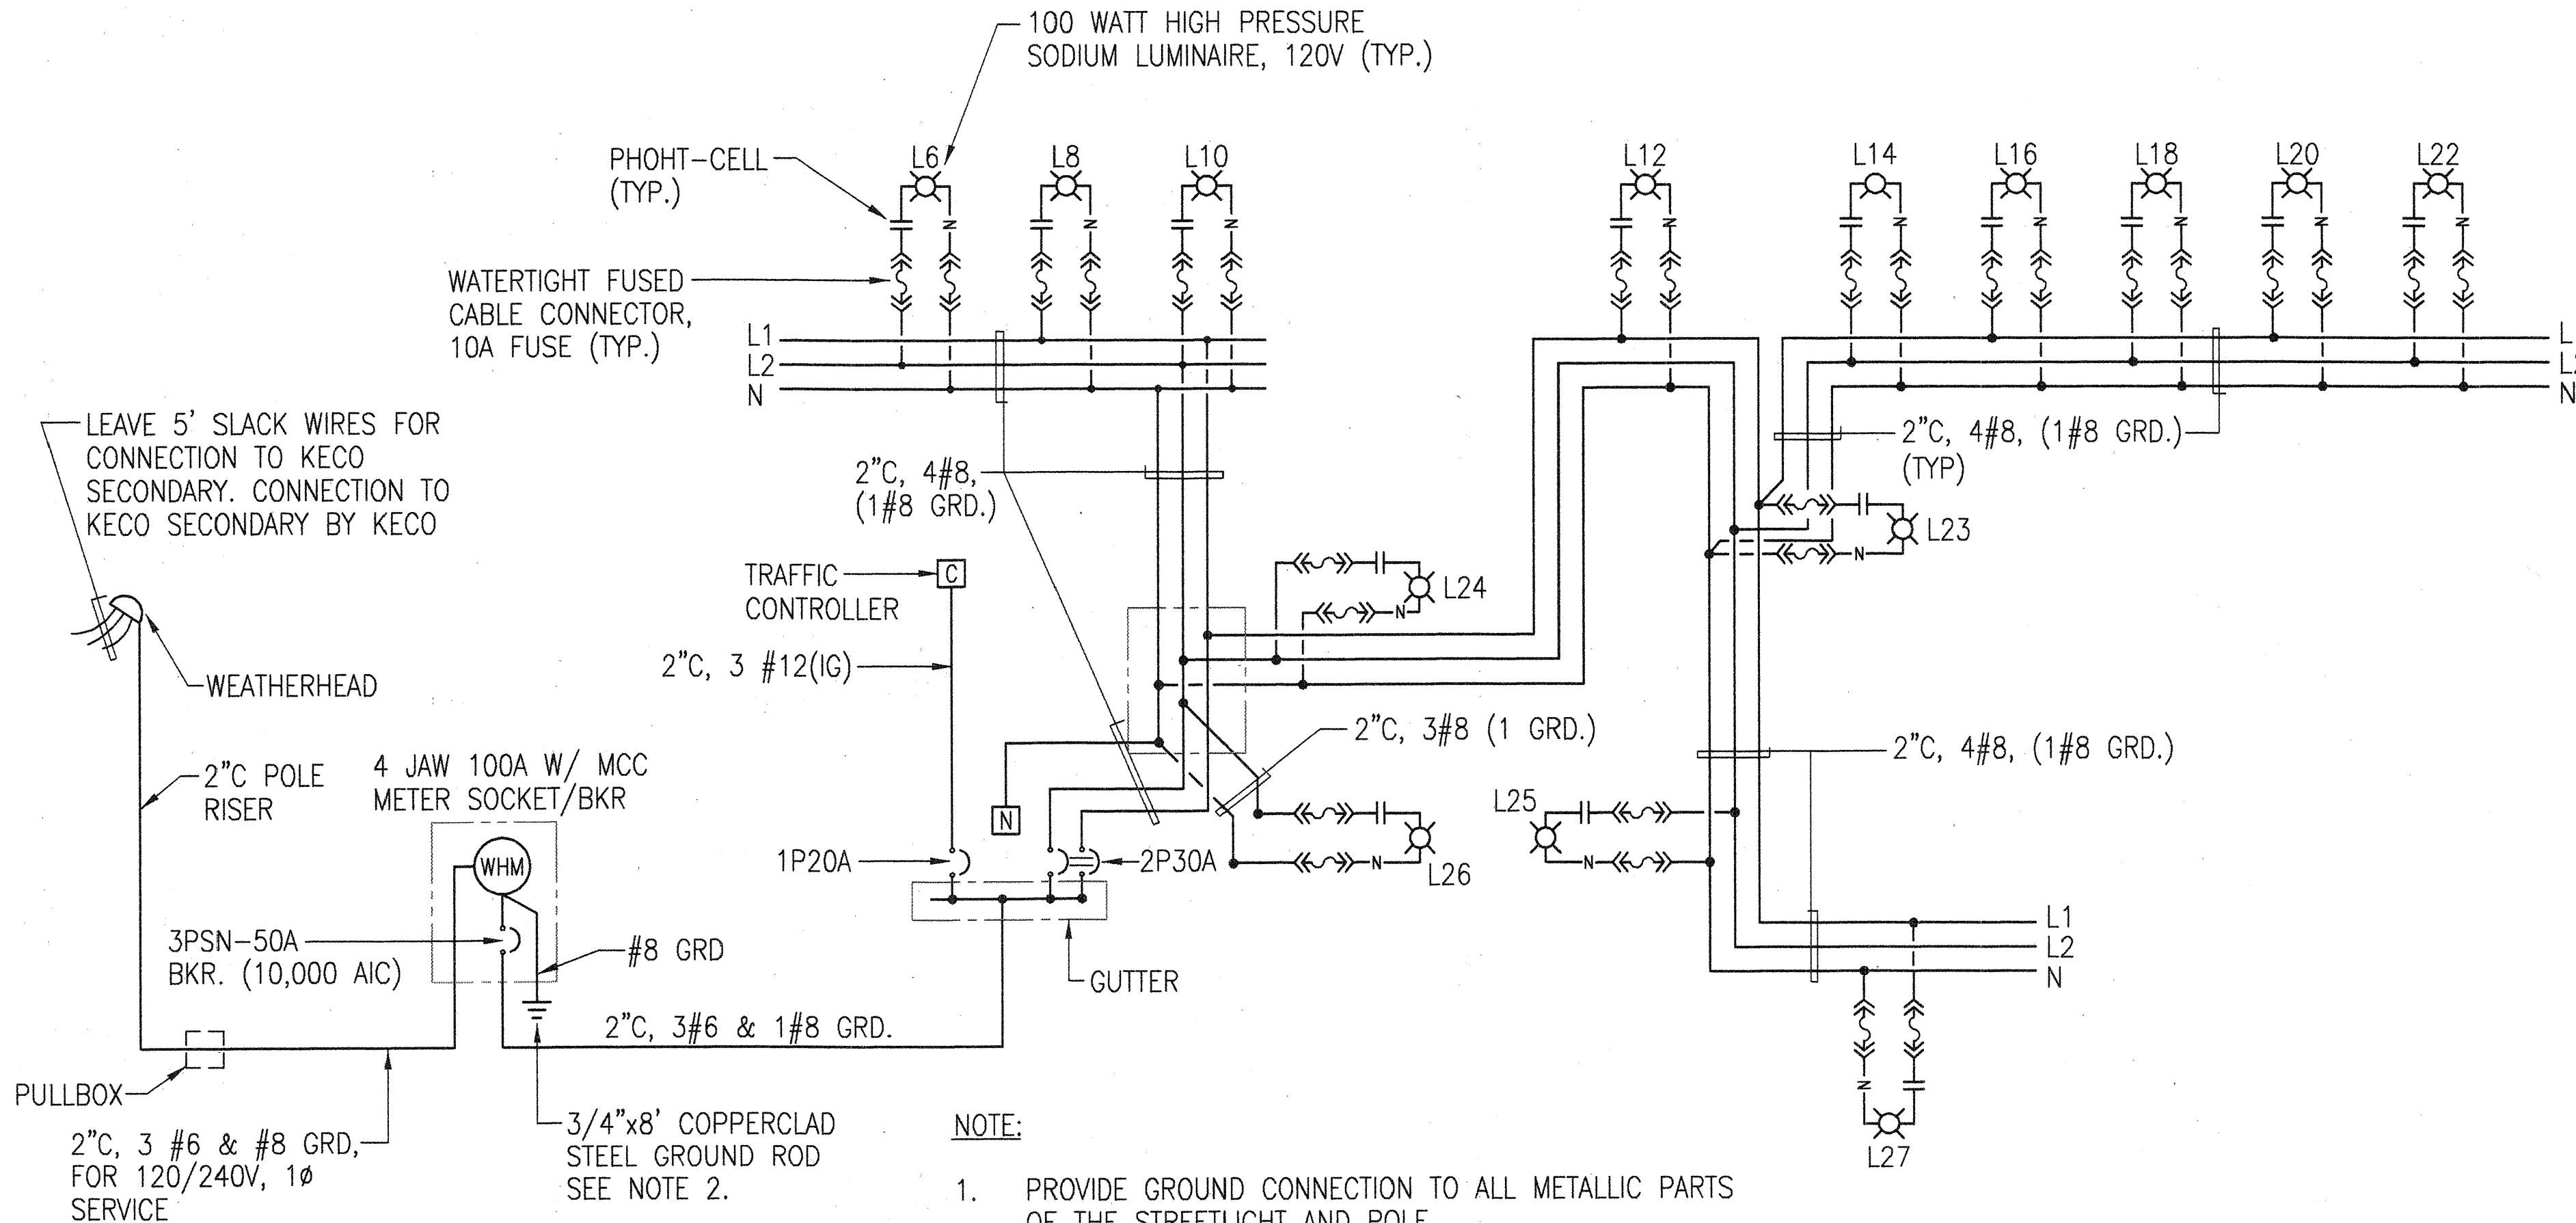 100 WATT HIGH PRESSURE
SODIUM LUMINAIRE, 120V (TYP.)
PHOHT-CELL
(TYP.)
L6
L8
L10
L12
L14
L16
L18
L20
L22
N
N
N
N
N
N
N
N
N
WATERTIGHT FUSED
CABLE CONNECTOR,
10A FUSE (TYP.)
L1
L2
N
L
L2
N
LEAVE 5' SLACK WIRES FOR
CONNECTION TO KECO
SECONDARY. CONNECTION TO
KECO SECONDARY BY KECO
2"C, 4#8,
(1#8 GRD.)
2"C, 4#8, (1#8 GRD.)
(TYP)
L23
N
TRAFFIC
CONTROLLER
C
L24
N
2"C, 3 #12(IG)
WEATHERHEAD
2"C, 3#8 (1 GRD.)
2"C, 4#8, (1#8 GRD.)
2"C POLE
RISER
4 JAW 100A W/ MCC
METER SOCKET/BKR
WHM
N
1P20A
2P30A
L26
N
L25
N
3PSN-50A
BKR. (10,000 AIC)
#8 GRD
GUTTER
L1
L2
N
2"C, 3#6 & 1#8 GRD.
PULLBOX
2"C, 3 #6 & #8 GRD,
FOR 120/240V, 1ø
SERVICE
3/4"x8' COPPERCLAD
STEEL GROUND ROD
SEE NOTE 2.
N
L27
NOTE:
1. PROVIDE GROUND CONNECTION TO ALL METALLIC PARTS
OF THE STREETLIGHT AND POLE